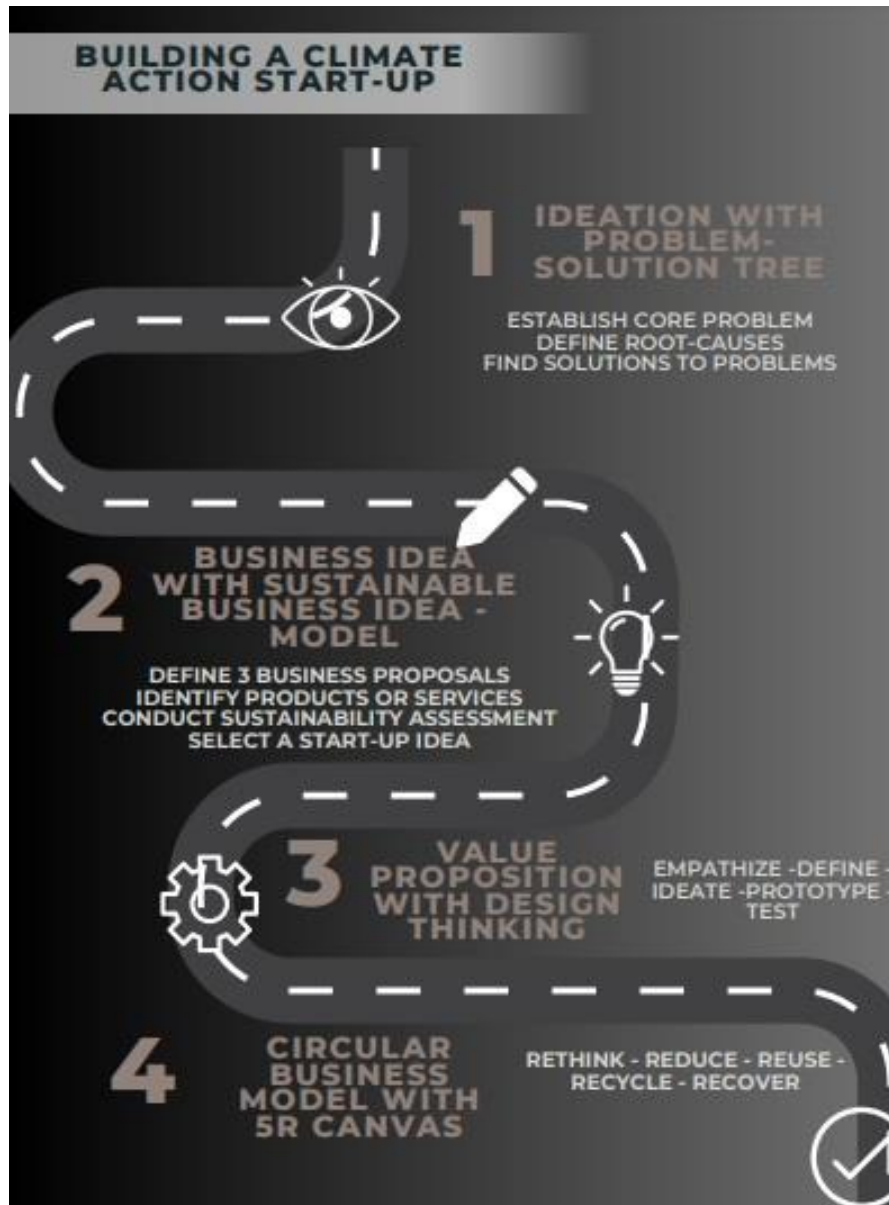 BUILDING A CLIMATE
ACTION START-UP
1
IDEATION WITH
PROBLEM-
SOLUTION TREE
ESTABLISH CORE PROBLEM
DEFINE ROOT-CAUSES
FIND SOLUTIONS TO PROBLEMS
2
BUSINESS IDEA
WITH SUSTAINABLE
BUSINESS IDEA -
MODEL
DEFINE 3 BUSINESS PROPOSALS
IDENTIFY PRODUCTS OR SERVICES
CONDUCT SUSTAINABILITY ASSESSMENT
SELECT A START-UP IDEA
3
VALUE
PROPOSITION
WITH DESIGN
THINKING
EMPATHIZE -DEFINE -
IDEATE -PROTOTYPE -
TEST
4
CIRCULAR
BUSINESS
MODEL WITH
5R CANVAS
RETHINK - REDUCE - REUSE -
RECYCLE - RECOVER